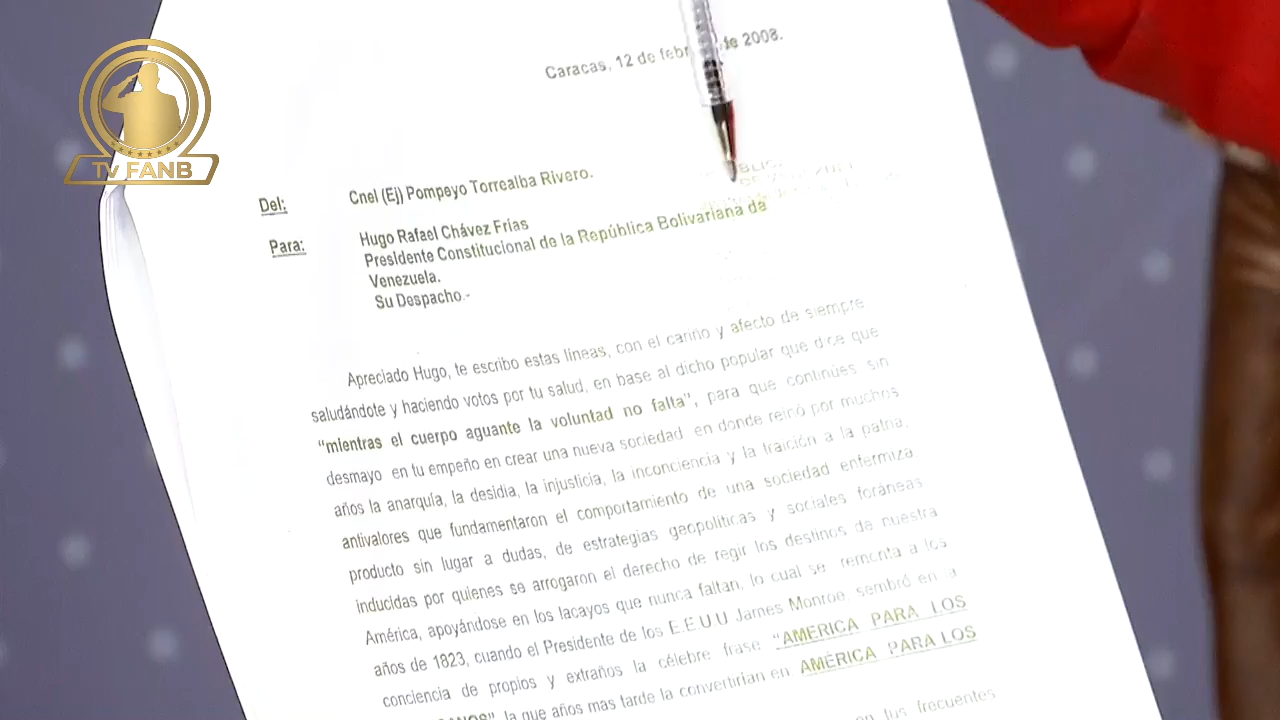 Caracas, 12 de febr de 2008.
TV FANB
Del: Cnel (Ej) Pompeyo Torrealba Rivero.
Para: Hugo Rafael Chávez Frías
Presidente Constitucional de la República Bolivariana de
Venezuela.
Su Despacho.-
Apreciado Hugo, te escribo estas líneas, con el cariño y afecto de siempre
saludándote y haciendo votos por tu salud, en base al dicho popular que dice que
"mientras el cuerpo aguante la voluntad no falta", para que continúes sin
desmayo en tu empeño en crear una nueva sociedad en donde reinó por muchos
años la anarquía, la desidia, la injusticia, la inconciencia y la traición a la patria,
antivalores que fundamentaron el comportamiento de una sociedad enfermiza
producto sin lugar a dudas, de estrategias geopolíticas y sociales foráneas
inducidas por quienes se arrogaron el derecho de regir los destinos de nuestra
América, apoyándose en los lacayos que nunca faltan, lo cual se remonta a los
años de 1823, cuando el Presidente de los E.E.U.U James Monroe, sembró en la
conciencia de propios y extraños la célebre frase "AMERICA PARA LOS
la que años mas tarde la convertirían en AMÉRICA PARA LOS
en los frecuentes